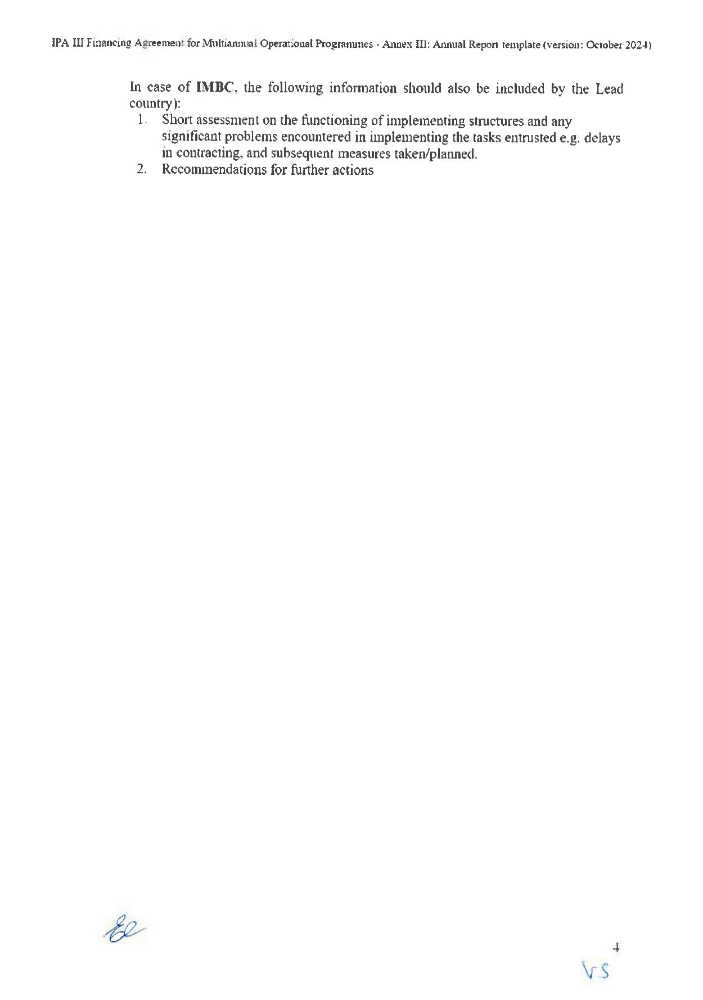 IPA III Financing Agreement for Multiannual Operational Programmes - Annex III: Annual Report template (version: October 2024)
In case of IMBC, the following information should also be included by the Lead
country):
1. Short assessment on the functioning of implementing structures and any
significant problems encountered in implementing the tasks entrusted e.g. delays
in contracting, and subsequent measures taken/planned.
2. Recommendations for further actions
4
VS